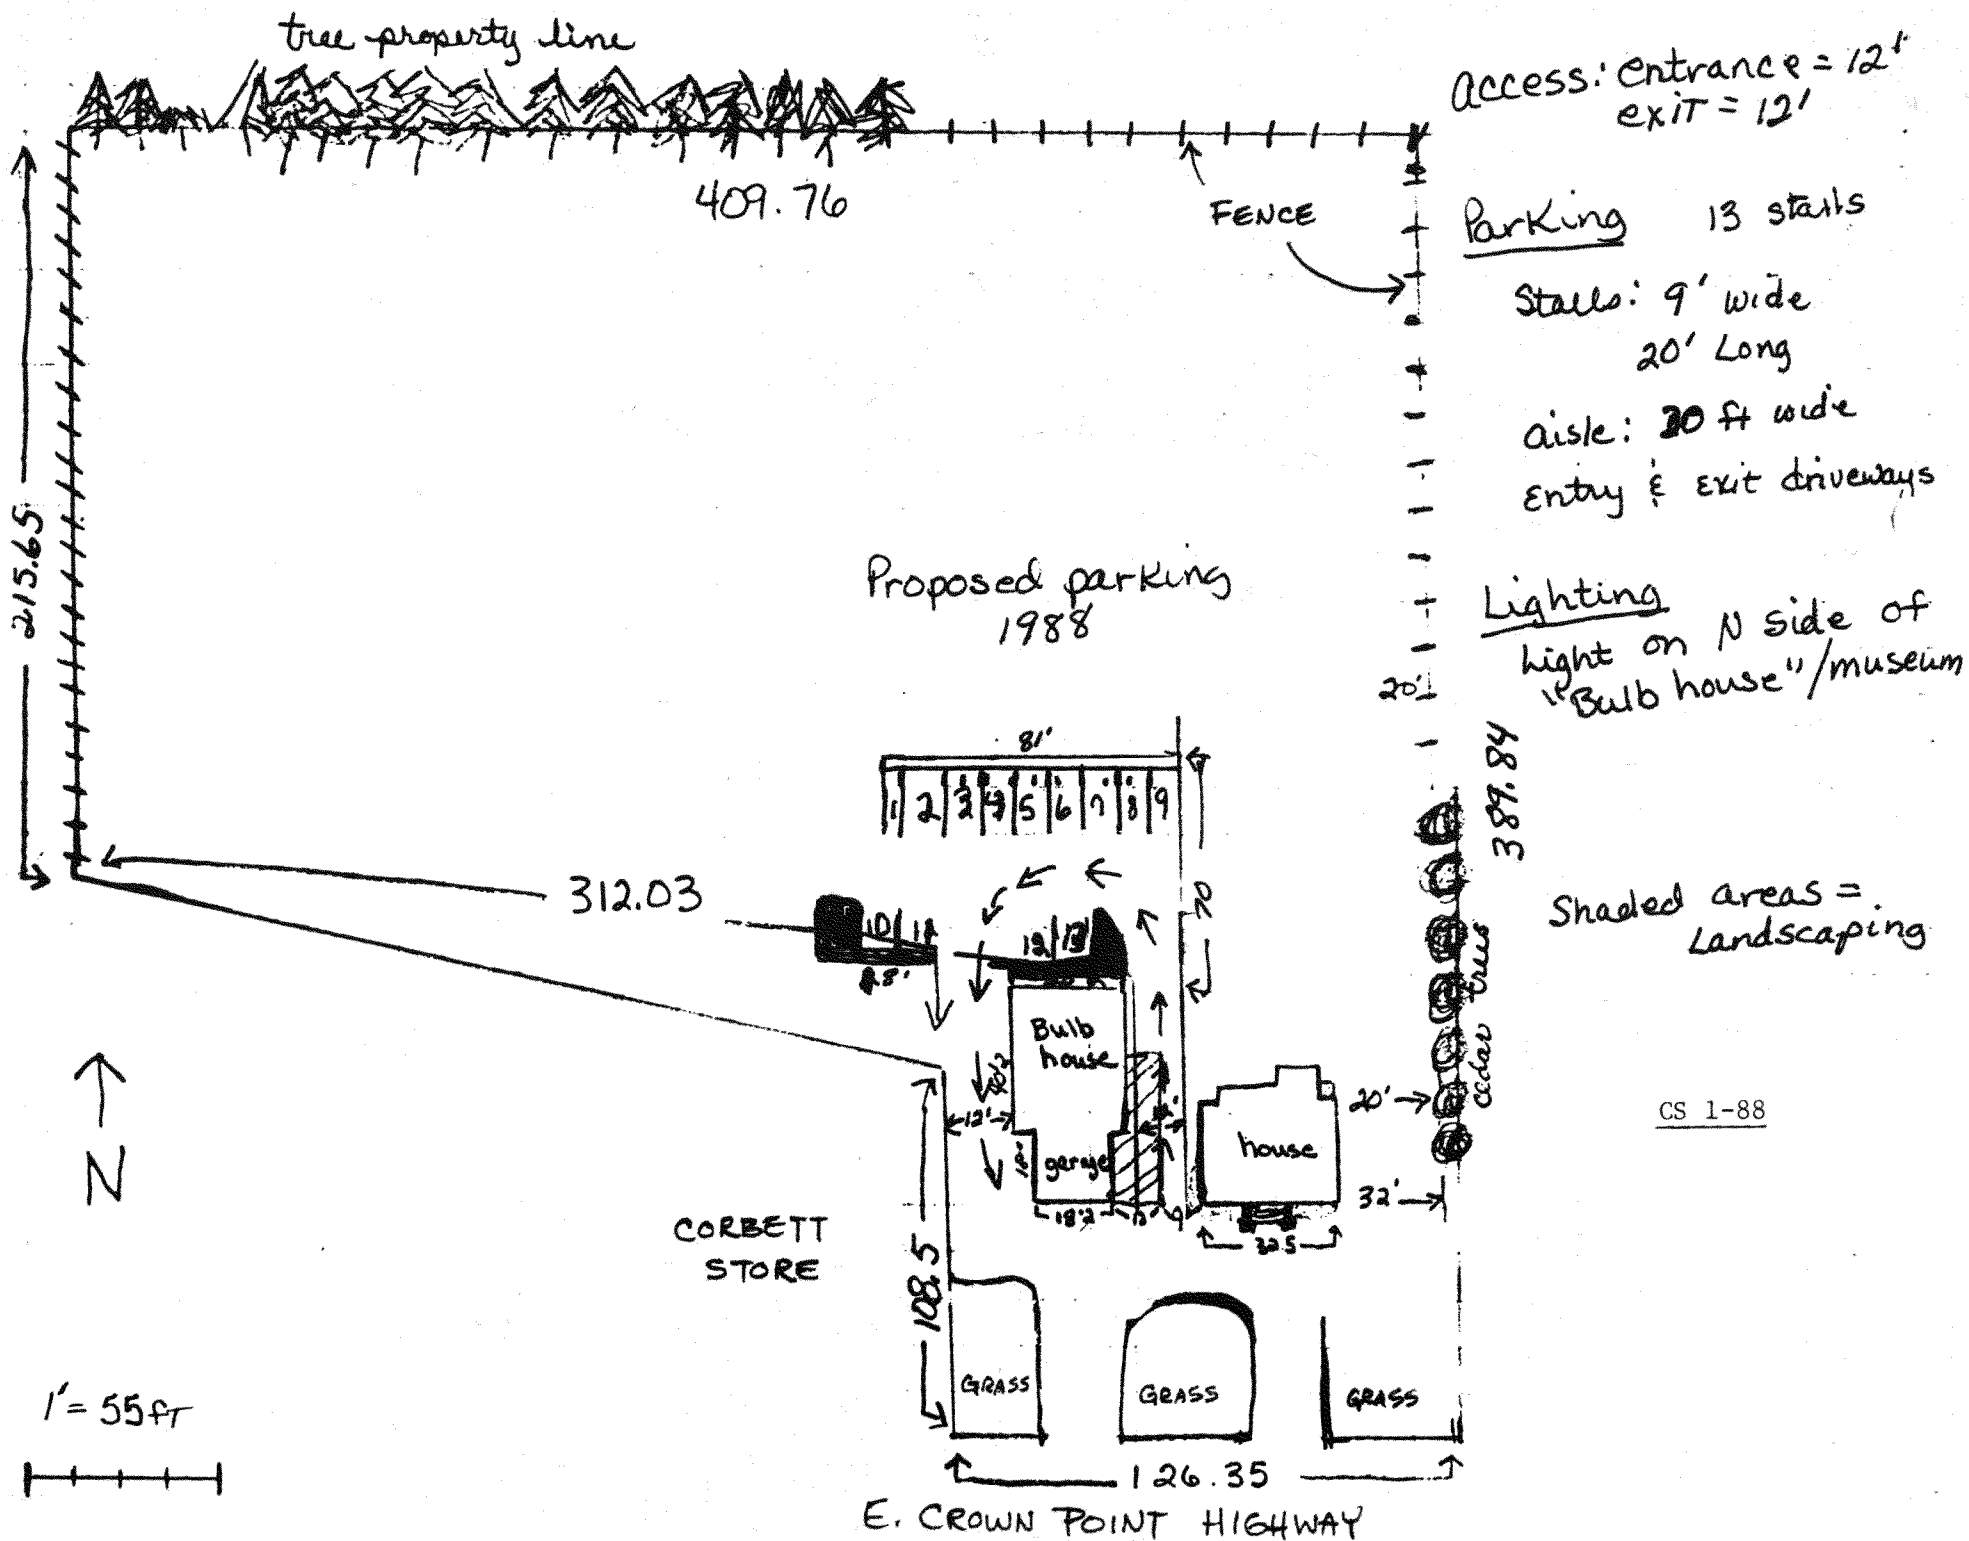 tree property line
Access: entrance = 12'
exit = 12'
409.76
FENCE
Parking 13 stalls
Stalls: 9' wide
20' Long
aisle: 20 ft wide
Entry & Exit driveways
215.65
Proposed parking
1988
Lighting
Light on N side of
"Bulb house"/museum
20'
389.84
81'
1 2 3 4 5 6 7 8 9
70
312.03
10 11
12 13
28'
Shaded areas =
Landscaping
cedar trees
Bulb
house
12'
20'
CS 1-88
N
garage
house
32'
18'2
32.5
CORBETT
STORE
108.5
GRASS
GRASS
GRASS
1' = 55 fT
126.35
E. CROWN POINT HIGHWAY